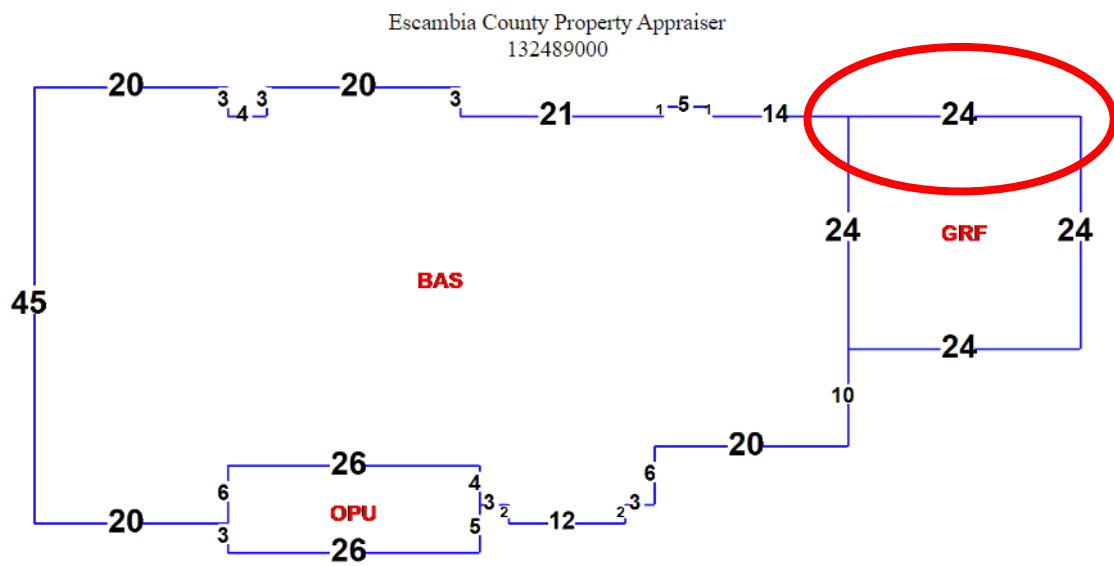 Escambia County Property Appraiser
132489000
20 3 4 3 20 3 21 1 5 1 14 24
24 GRF 24
BAS
45
24
10
20
26
6 4 6
OPU 3 2 12 2 3
20 3 5
26